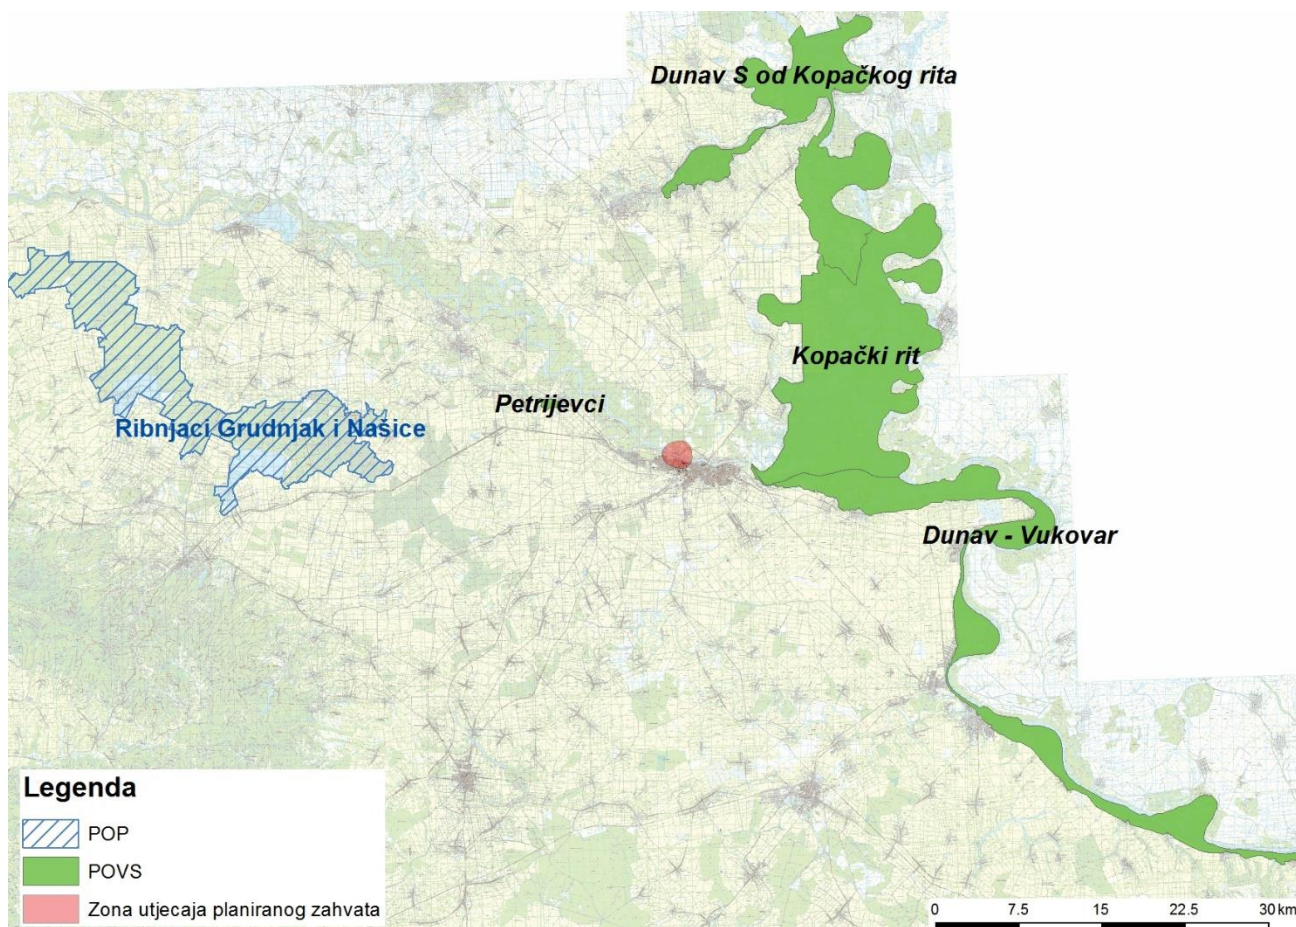 Dunav S od Kopačkog rita
Kopački rit
Petrijevci
Ribnjaci Grudnjak i Našice
Dunav - Vukovar
Legenda
POP
POVS
Zona utjecaja planiranog zahvata
0 7.5 15 22.5 30 km